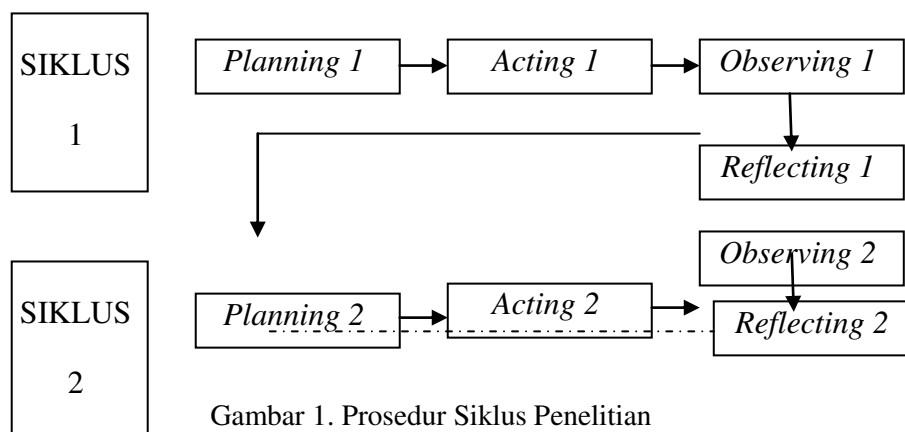 SIKLUS
1
Planning 1
Acting 1
Observing 1
Reflecting 1
SIKLUS
2
Planning 2
Acting 2
Observing 2
Reflecting 2
Gambar 1. Prosedur Siklus Penelitian